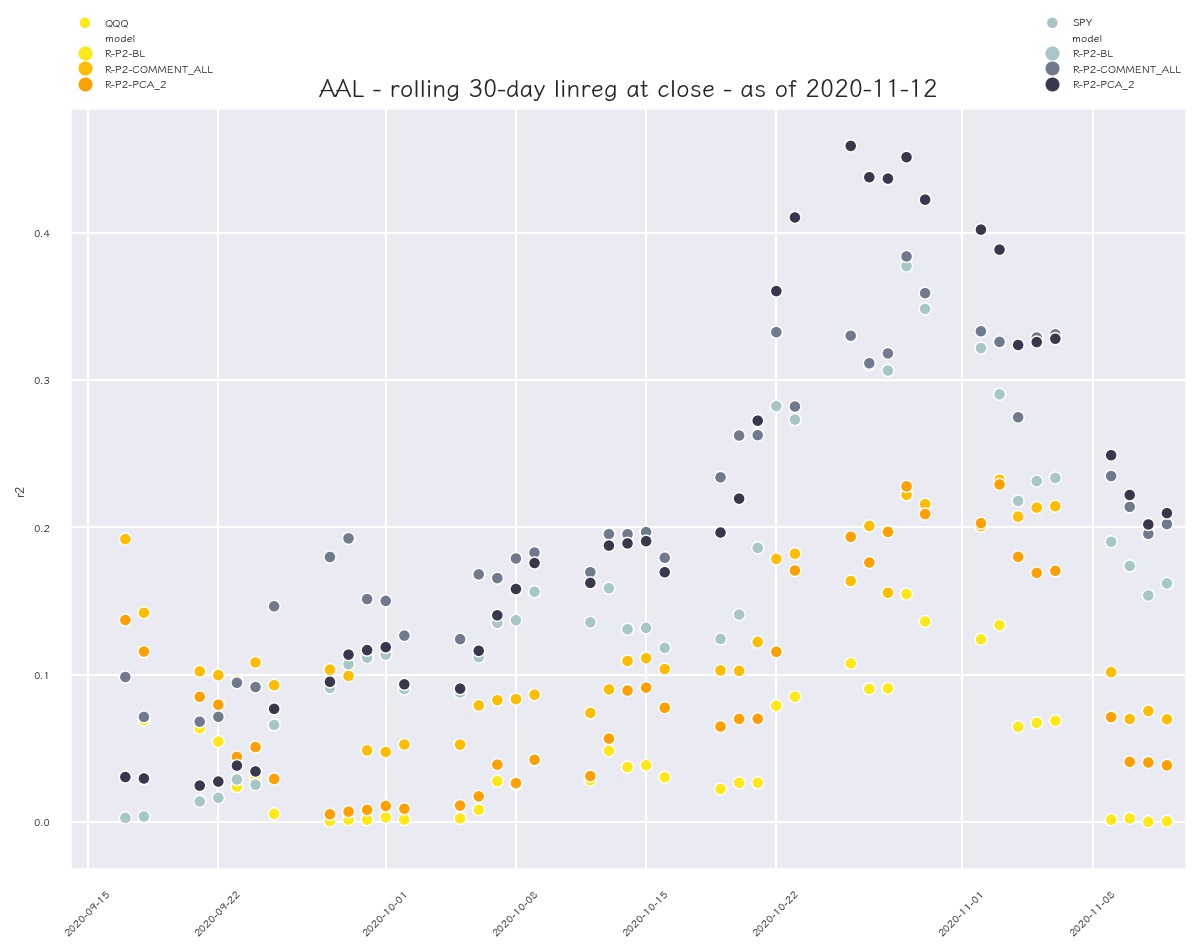 QQQ
model
R-P2-BL
R-P2-COMMENT_ALL
R-P2-PCA_2
SPY
model
R-P2-BL
R-P2-COMMENT_ALL
R-P2-PCA_2
AAL - rolling 30-day linreg at close - as of 2020-11-12
r2
0.4
0.3
0.2
0.1
0.0
2020-09-15
2020-09-22
2020-10-01
2020-10-08
2020-10-15
2020-10-22
2020-11-01
2020-11-08